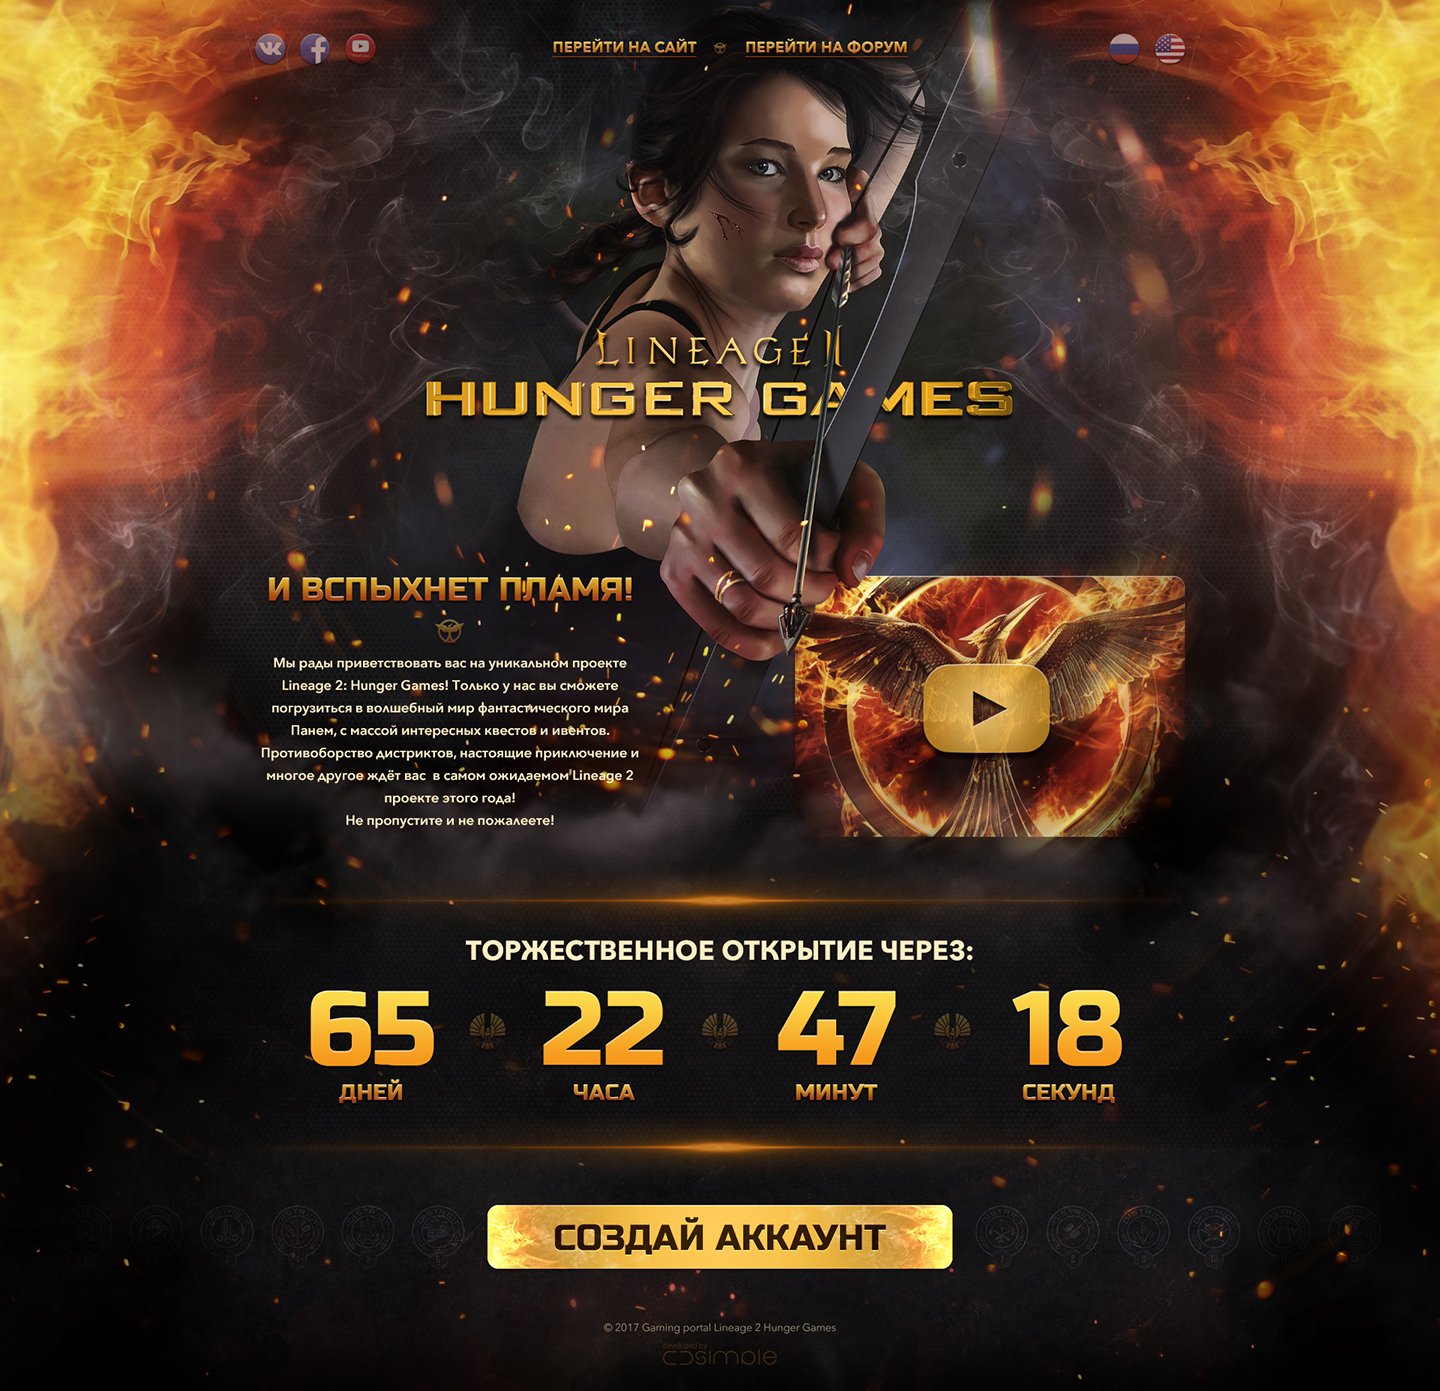 ПЕРЕЙТИ НА САЙТ
ПЕРЕЙТИ НА ФОРУМ
LINEAGE II
HUNGER GAMES
И ВСПЫХНЕТ ПЛАМЯ!
Мы рады приветствовать вас на уникальном проекте
Lineage 2: Hunger Games! Только у нас вы сможете
погрузиться в волшебный мир фантастического мира
Панем, с массой интересных квестов и ивентов.
Противоборство дистриктов, настоящие приключение и
многое другое ждёт вас в самом ожидаемом Lineage 2
проекте этого года!
Не пропустите и не пожалеете!
ТОРЖЕСТВЕННОЕ ОТКРЫТИЕ ЧЕРЕЗ:
65 22 47 18
ДНЕЙ ЧАСА МИНУТ СЕКУНД
СОЗДАЙ АККАУНТ
© 2017 Gaming portal Lineage 2 Hunger Games
developed by